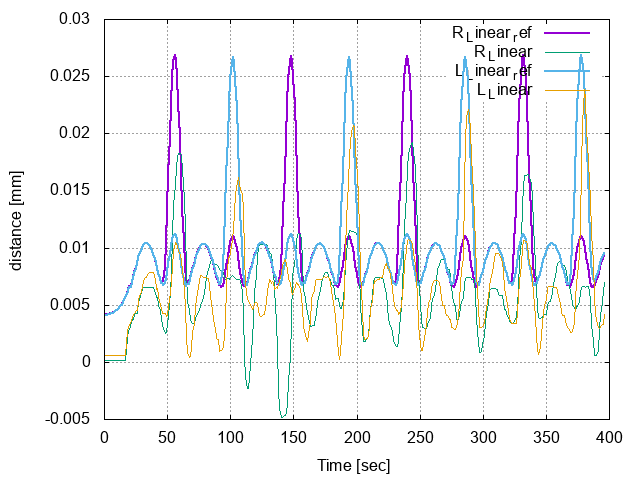 0.03
R_Linear_ref
R_Linear
L_Linear_ref
L_Linear
0.025
0.02
0.015
0.01
0.005
0
-0.005
distance [mm]
0 50 100 150 200 250 300 350 400
Time [sec]